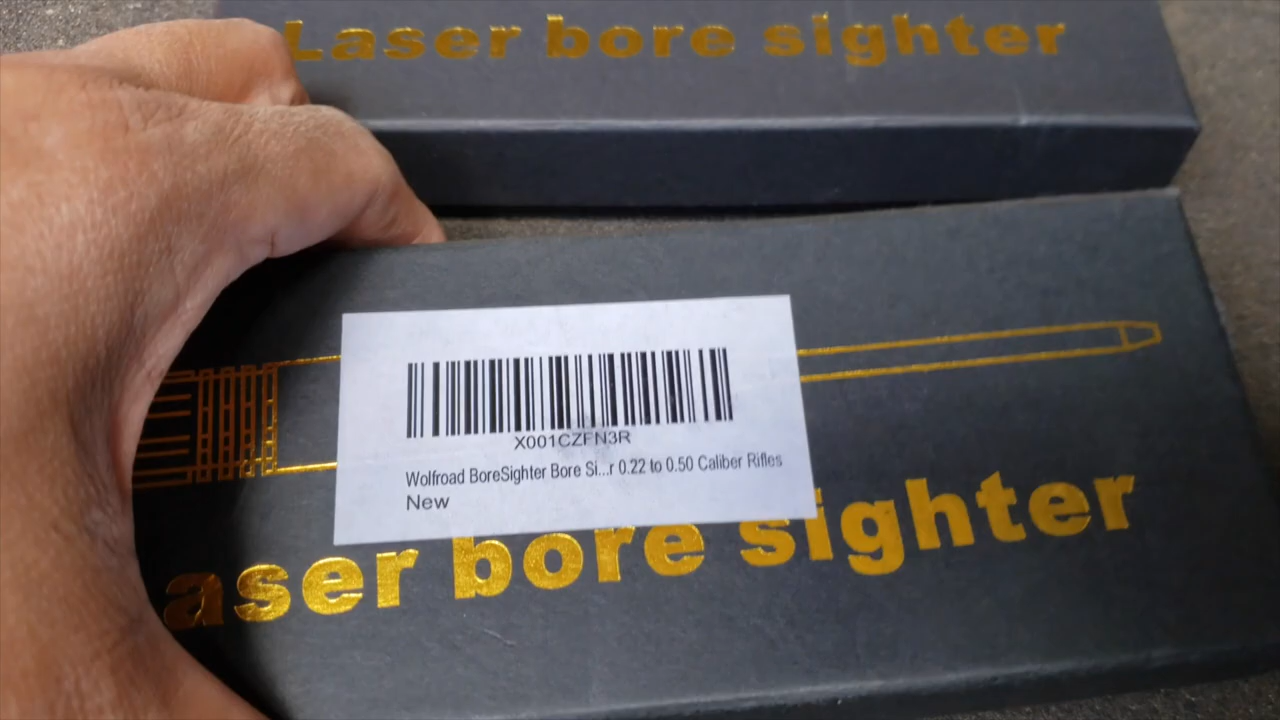 Laser bore sighter
X001CZFN3R
Wolfroad BoreSighter Bore Si...r 0.22 to 0.50 Caliber Rifles
New
aser bore sighter